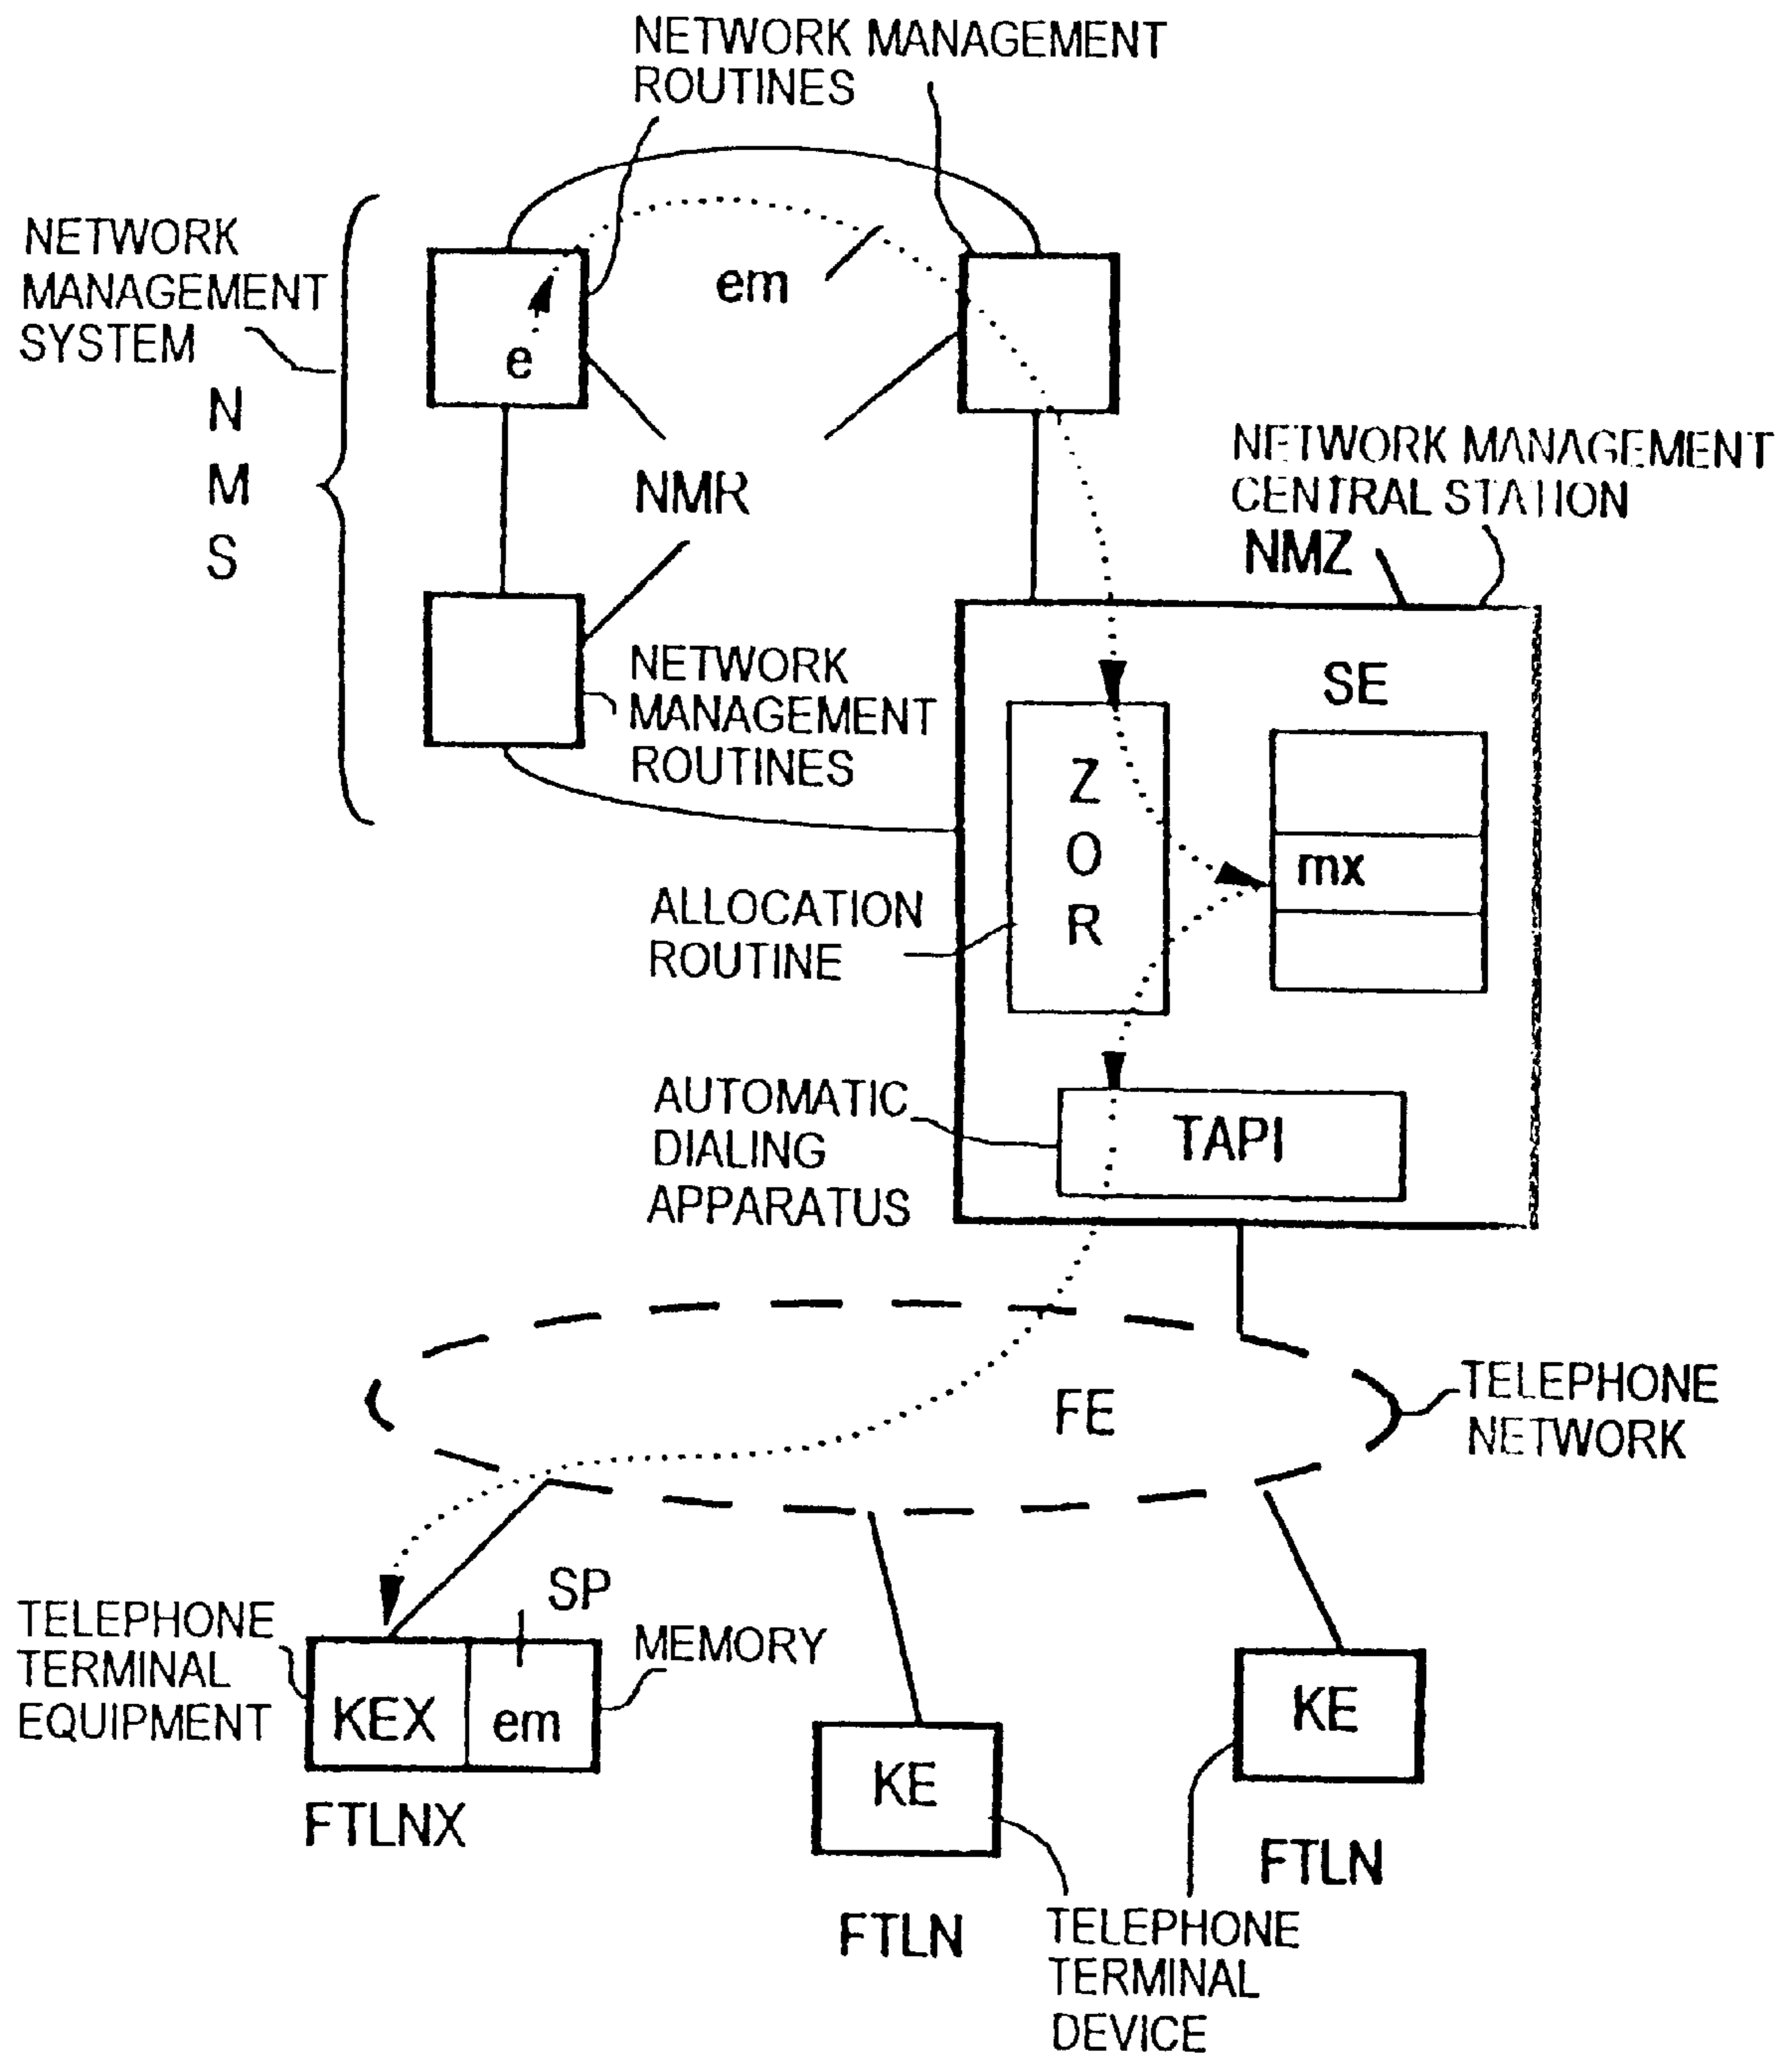 NETWORK MANAGEMENT
ROUTINES
NETWORK
MANAGEMENT
SYSTEM
N
M
S
em
e
NMR
NETWORK MANAGEMENT
CENTRAL STATION
NMZ
NETWORK
MANAGEMENT
ROUTINES
SE
Z
O
R
mx
ALLOCATION
ROUTINE
AUTOMATIC
DIALING
APPARATUS
TAPI
FE
TELEPHONE
NETWORK
SP
TELEPHONE
TERMINAL
EQUIPMENT
MEMORY
KEX
em
KE
KE
FTLNX
FTLN
FTLN
TELEPHONE
TERMINAL
DEVICE